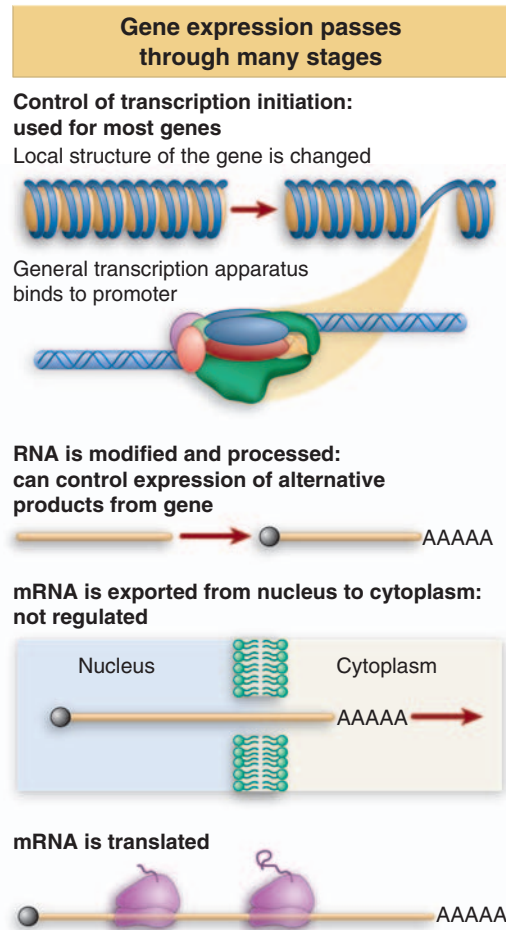 Gene expression passes
through many stages
Control of transcription initiation:
used for most genes
Local structure of the gene is changed
General transcription apparatus
binds to promoter
RNA is modified and processed:
can control expression of alternative
products from gene
AAAAA
mRNA is exported from nucleus to cytoplasm:
not regulated
Nucleus
Cytoplasm
AAAAA
mRNA is translated
AAAAA